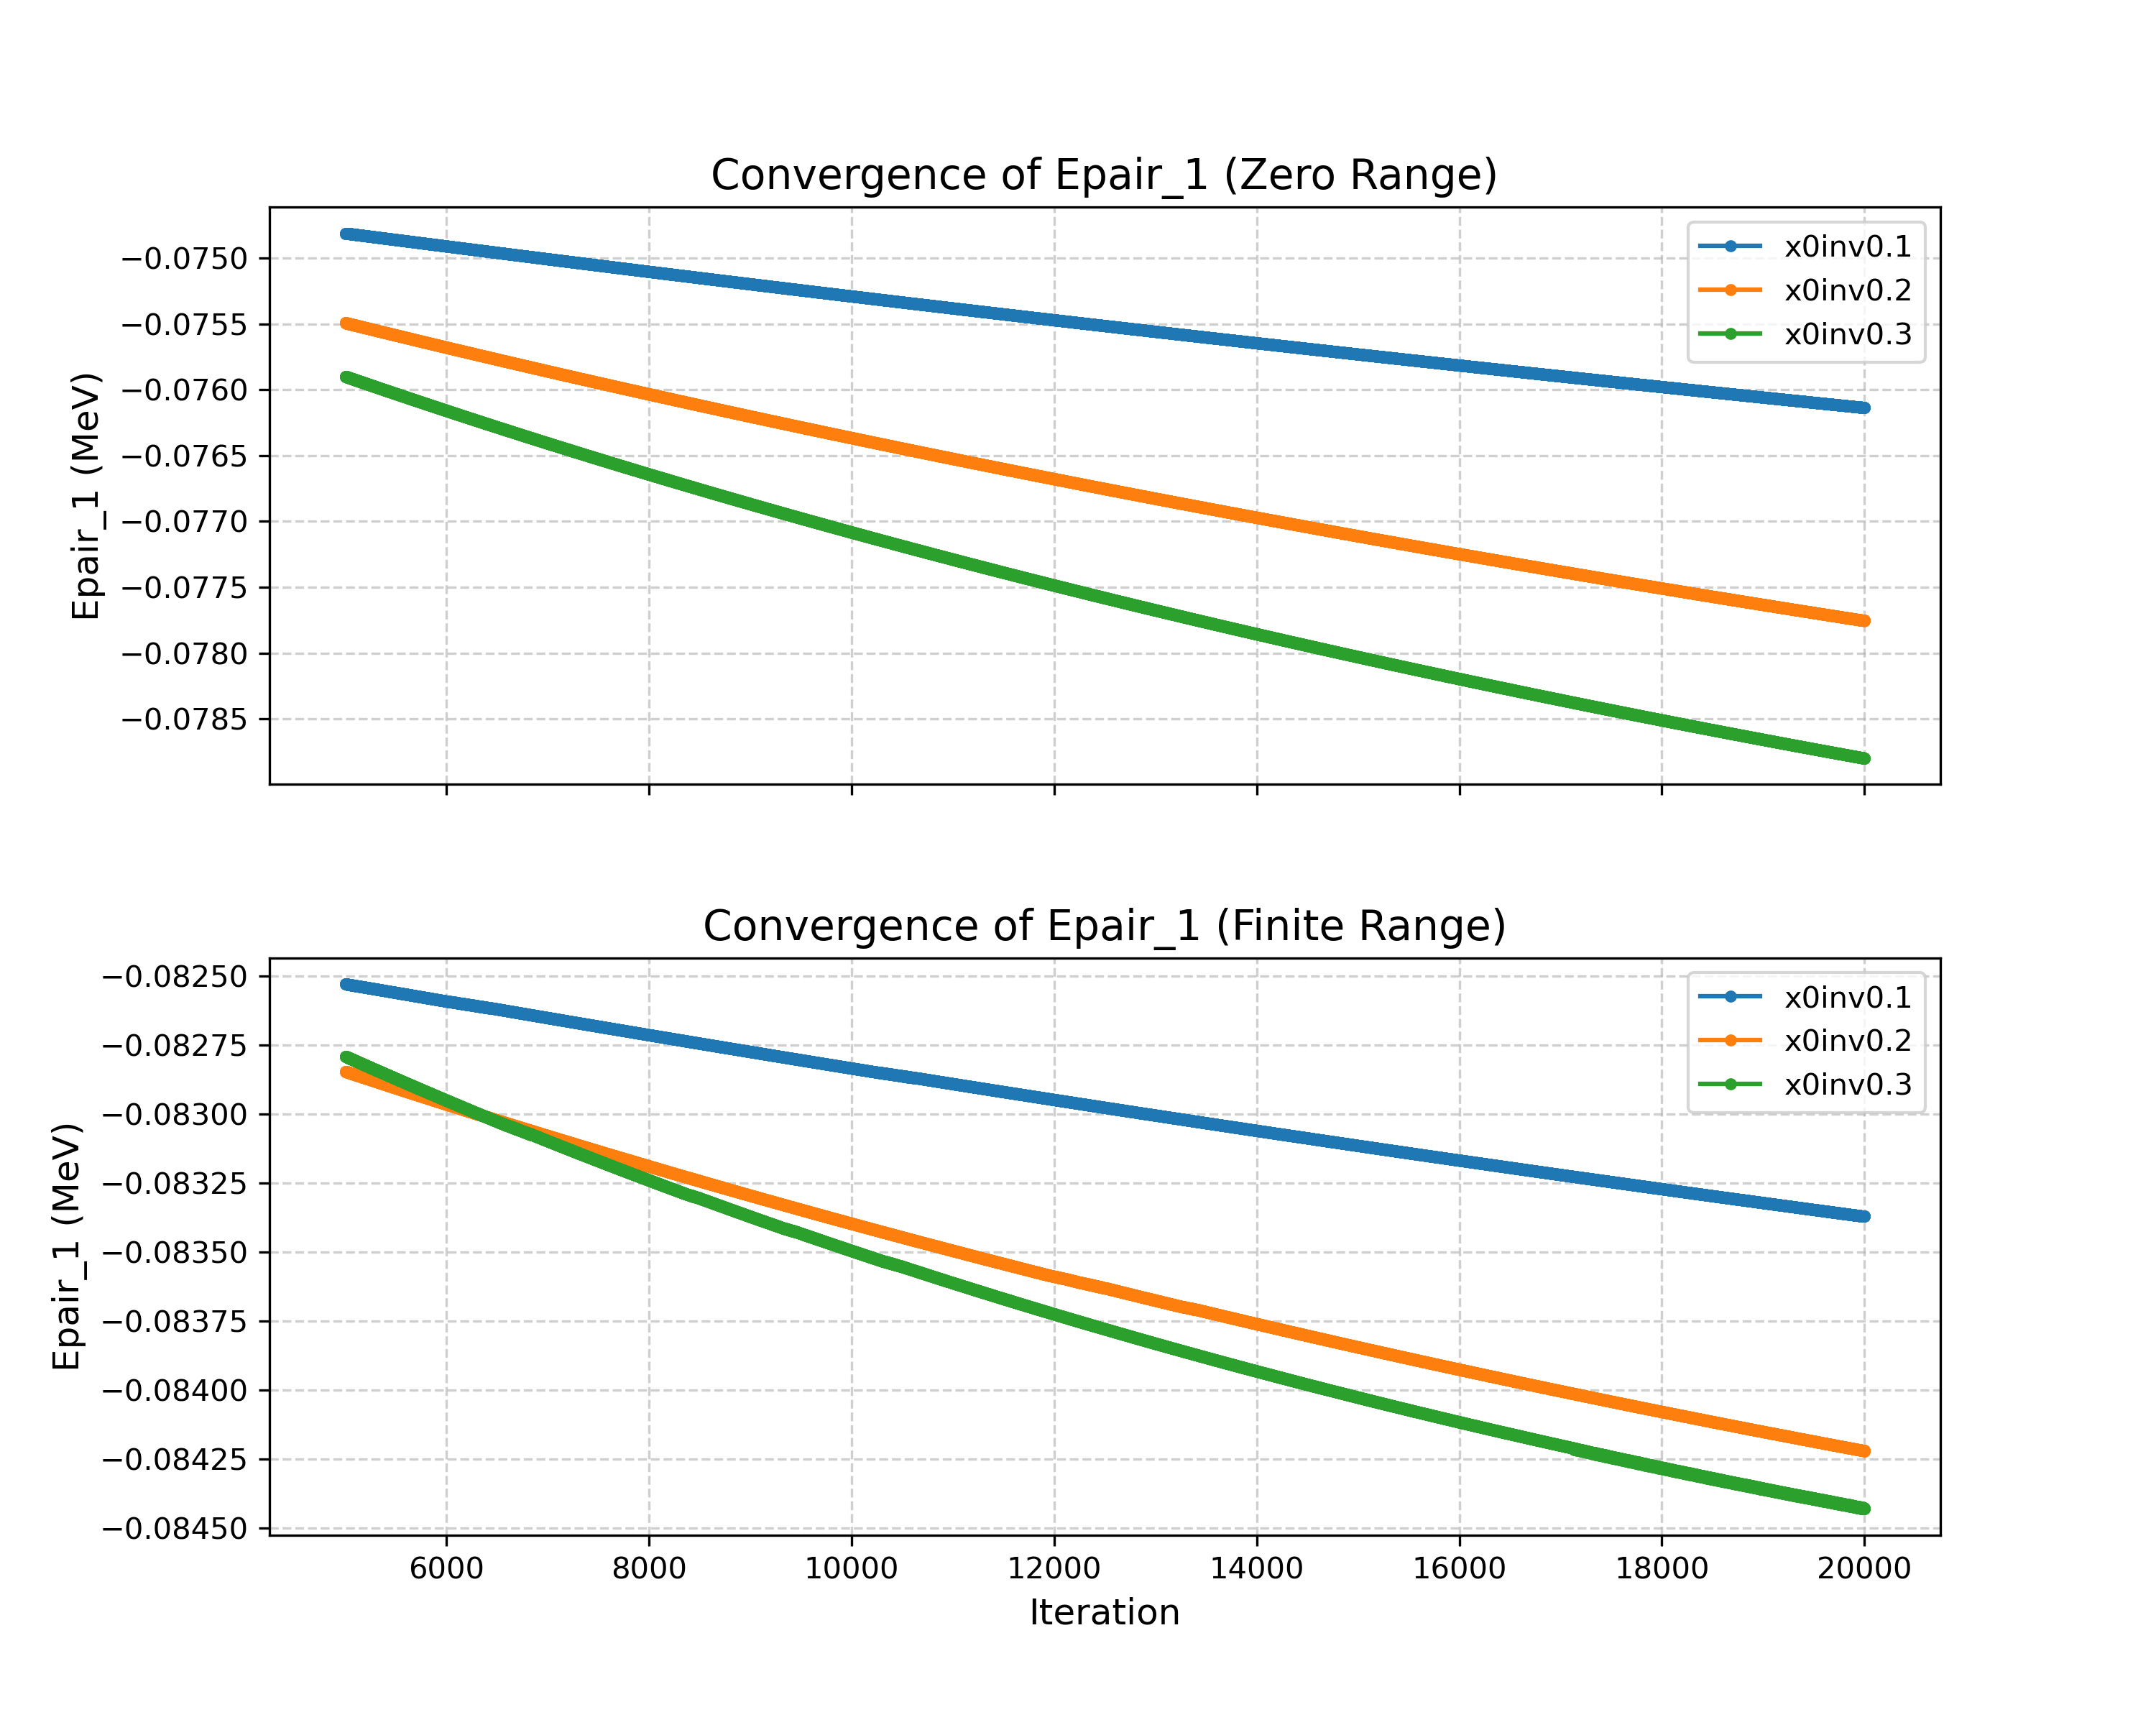 Convergence of Epair_1 (Zero Range)
Epair_1 (MeV)
−0.0750
−0.0755
−0.0760
−0.0765
−0.0770
−0.0775
−0.0780
−0.0785
x0inv0.1
x0inv0.2
x0inv0.3
Convergence of Epair_1 (Finite Range)
Epair_1 (MeV)
−0.08250
−0.08275
−0.08300
−0.08325
−0.08350
−0.08375
−0.08400
−0.08425
−0.08450
x0inv0.1
x0inv0.2
x0inv0.3
6000 8000 10000 12000 14000 16000 18000 20000
Iteration